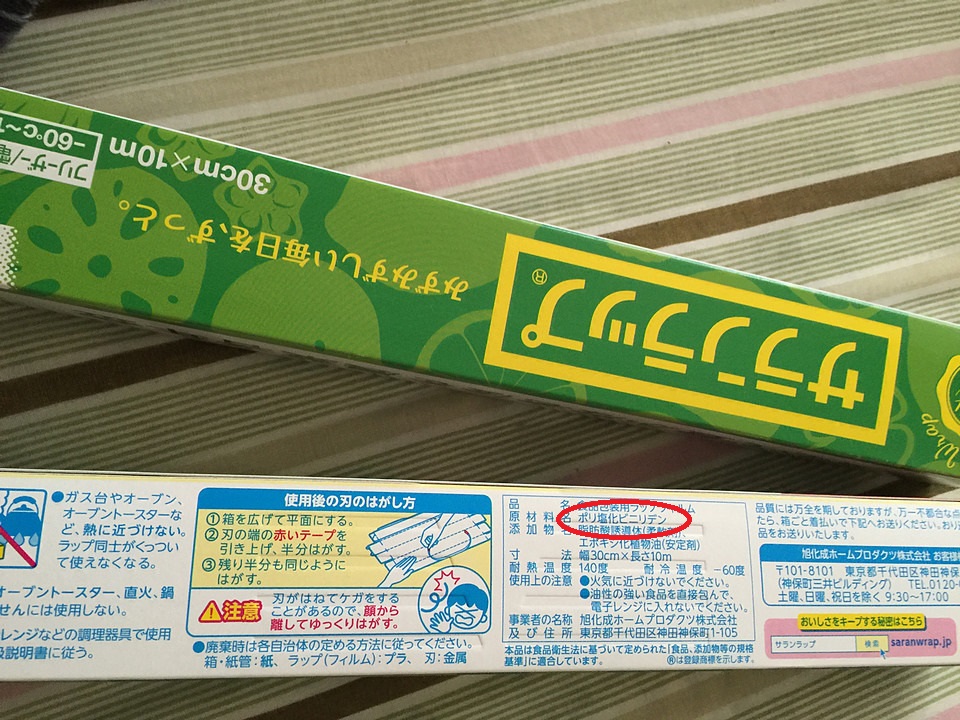 フリーザー/
-60℃~
30cm×10m
みずみずしい毎日を、ずっと。
サランラップ®
Wrap
●ガス台やオーブン、
オーブントースターな
ど、熱に近づけない。
ラップ同士がくっつい
て使えなくなる。
オーブントースター、直火、鍋
せんには使用しない。
レンジなどの調理器具で使用
扱説明書に従う。
使用後の刃のはがし方
①箱を広げて平面にする。
②刃の端の赤いテープを
引き上げ、半分はがす。
③残り半分も同じように
はがす。
注意
刃がはねてケガをする
ことがあるので、顔から
離してゆっくりはがす。
●廃棄時は各自治体の定める方法に従ってください。
箱・紙管:紙、ラップ(フィルム):プラ、刃:金属
品名 食品包装用ラップフィルム
原材料名 ポリ塩化ビニリデン
添加物名 脂肪酸誘導体(柔軟剤)、
エポキシ化植物油(安定剤)
寸法 幅30cm×長さ10m
耐熱温度 140度 耐冷温度 -60度
使用上の注意 ●火気に近づけないでください。
●油性の強い食品を直接包んで、
電子レンジに入れないでください。
事業者の名称 旭化成ホームプロダクツ株式会社
及び住所 東京都千代田区神田神保町1-105
本品は食品衛生法に基づいて定められた「食品、添加物等の規格
基準」に適合しています。 ®は登録商標を示します。
品質には万全を期しておりますが、万一不都合な点
たら、箱ごと着払いで下記へお送りください。お
品をお送りいたします。
旭化成ホームプロダクツ株式会社 お客様
〒101-8101 東京都千代田区神田神保
(神保町三井ビルディング) TEL0120-
土曜、日曜、祝日を除く 9:30~17:00
おいしさをキープする秘密はこちら
サランラップ 検索 saranwrap.jp